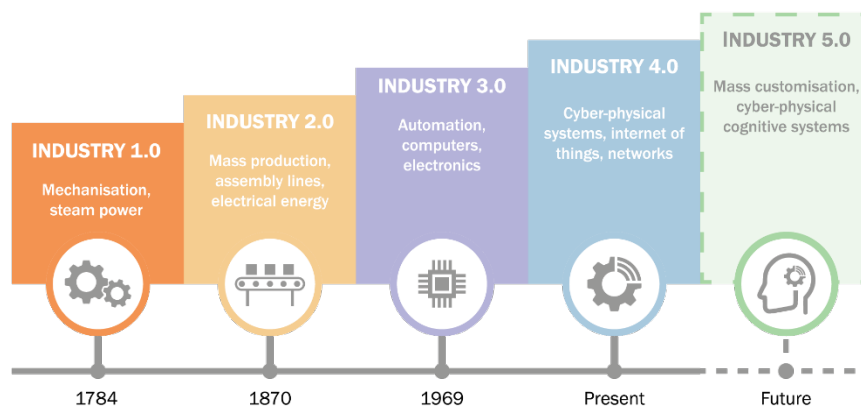 INDUSTRY 1.0
Mechanisation,
steam power
INDUSTRY 2.0
Mass production,
assembly lines,
electrical energy
INDUSTRY 3.0
Automation,
computers,
electronics
INDUSTRY 4.0
Cyber-physical
systems, internet of
things, networks
INDUSTRY 5.0
Mass customisation,
cyber-physical
cognitive systems
1784
1870
1969
Present
Future